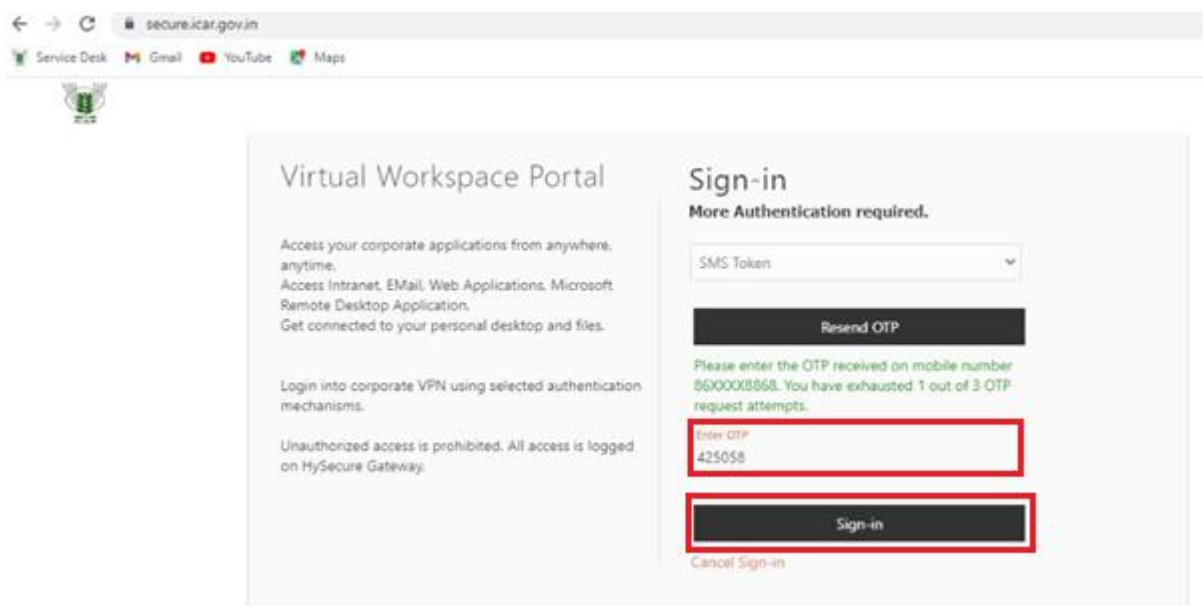 secure.icar.gov.in
Service Desk Gmail YouTube Maps
Virtual Workspace Portal
Access your corporate applications from anywhere,
anytime.
Access Intranet, EMail, Web Applications, Microsoft
Remote Desktop Application.
Get connected to your personal desktop and files.
Login into corporate VPN using selected authentication
mechanisms.
Unauthorized access is prohibited. All access is logged
on HySecure Gateway.
Sign-in
More Authentication required.
SMS Token
Resend OTP
Please enter the OTP received on mobile number
86XXXX8868. You have exhausted 1 out of 3 OTP
request attempts.
Enter OTP
425058
Sign-in
Cancel Sign-in